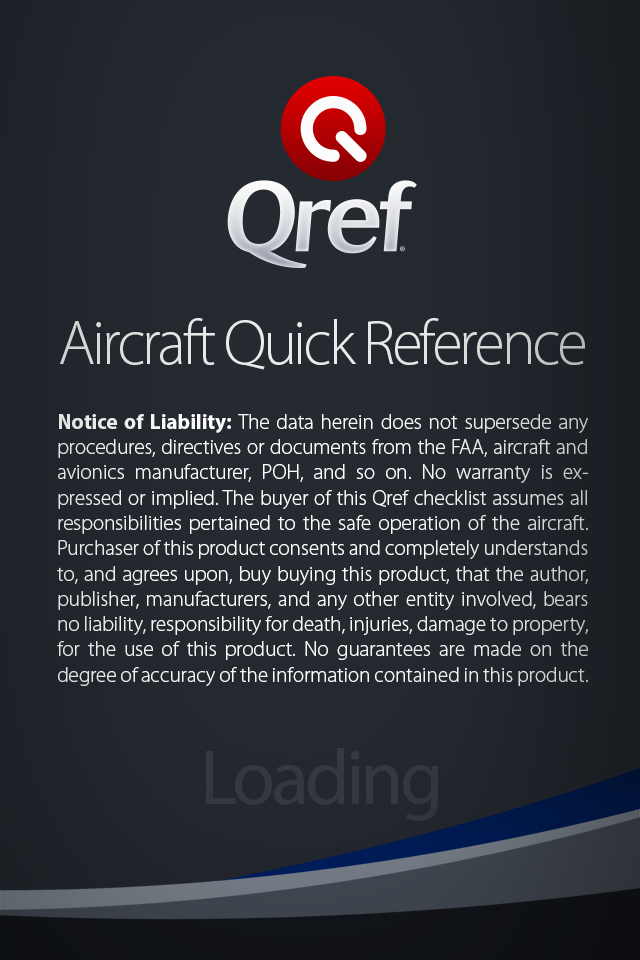 Qref®
Aircraft Quick Reference
Notice of Liability: The data herein does not supersede any
procedures, directives or documents from the FAA, aircraft and
avionics manufacturer, POH, and so on. No warranty is ex-
pressed or implied. The buyer of this Qref checklist assumes all
responsibilities pertained to the safe operation of the aircraft.
Purchaser of this product consents and completely understands
to, and agrees upon, buy buying this product, that the author,
publisher, manufacturers, and any other entity involved, bears
no liability, responsibility for death, injuries, damage to property,
for the use of this product. No guarantees are made on the
degree of accuracy of the information contained in this product.
Loading